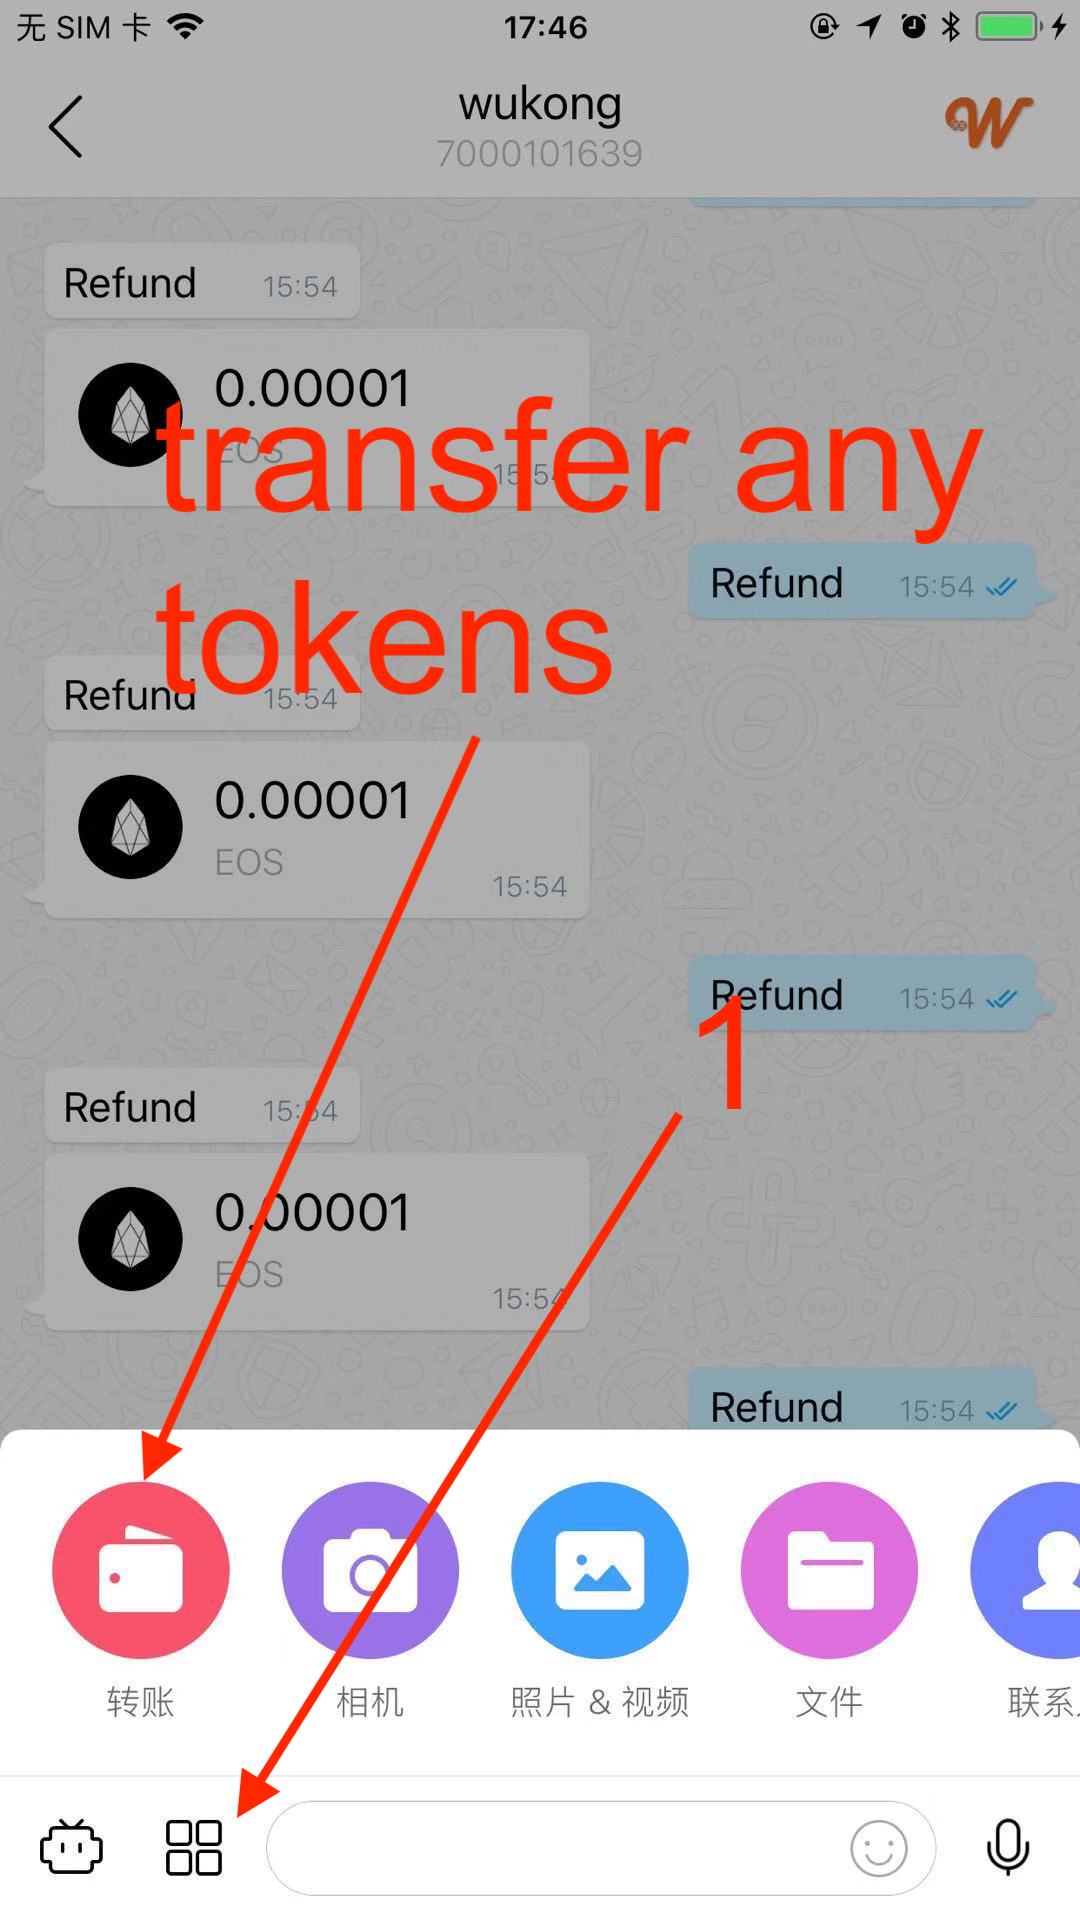 无 SIM 卡 17:46
wukong
7000101639
W
Refund 15:54
0.00001
EOS
15:54
transfer any
Refund 15:54
tokens
Refund 15:54
0.00001
EOS
15:54
Refund 15:54
1
Refund 15:54
0.00001
EOS
15:54
Refund 15:54
转账 相机 照片 & 视频 文件 联系